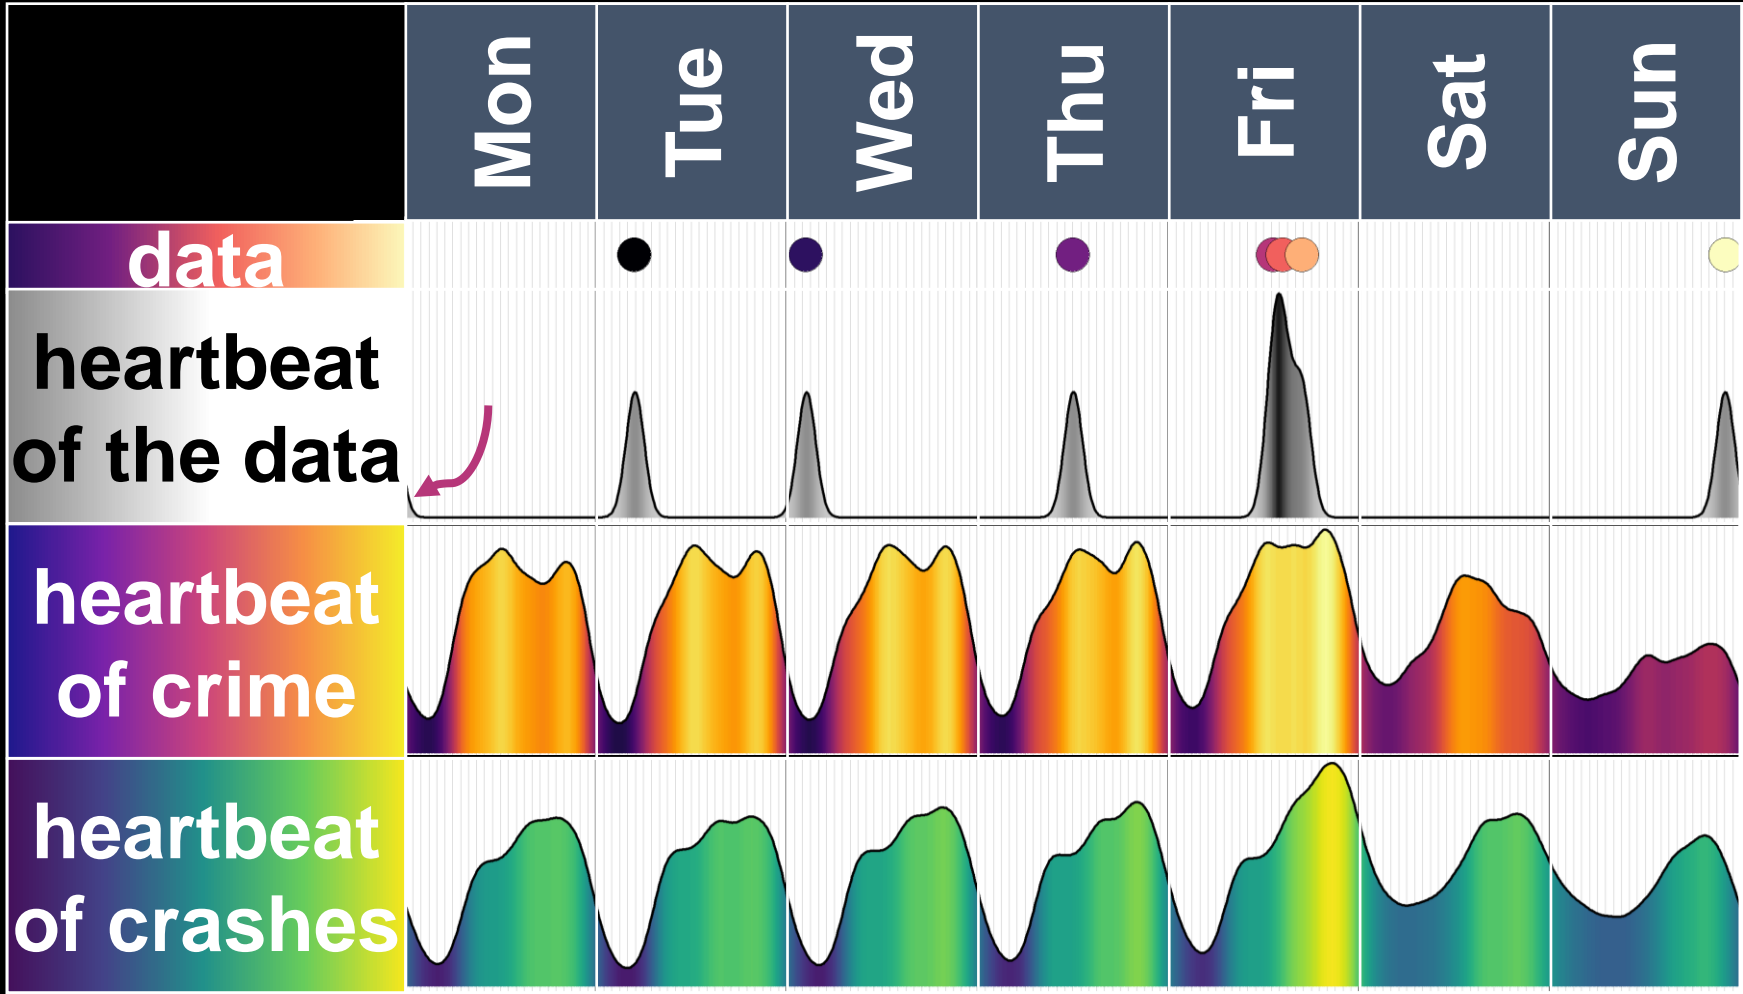 Mon
Tue
Wed
Thu
Fri
Sat
Sun
data
heartbeat
of the data
heartbeat
of crime
heartbeat
of crashes